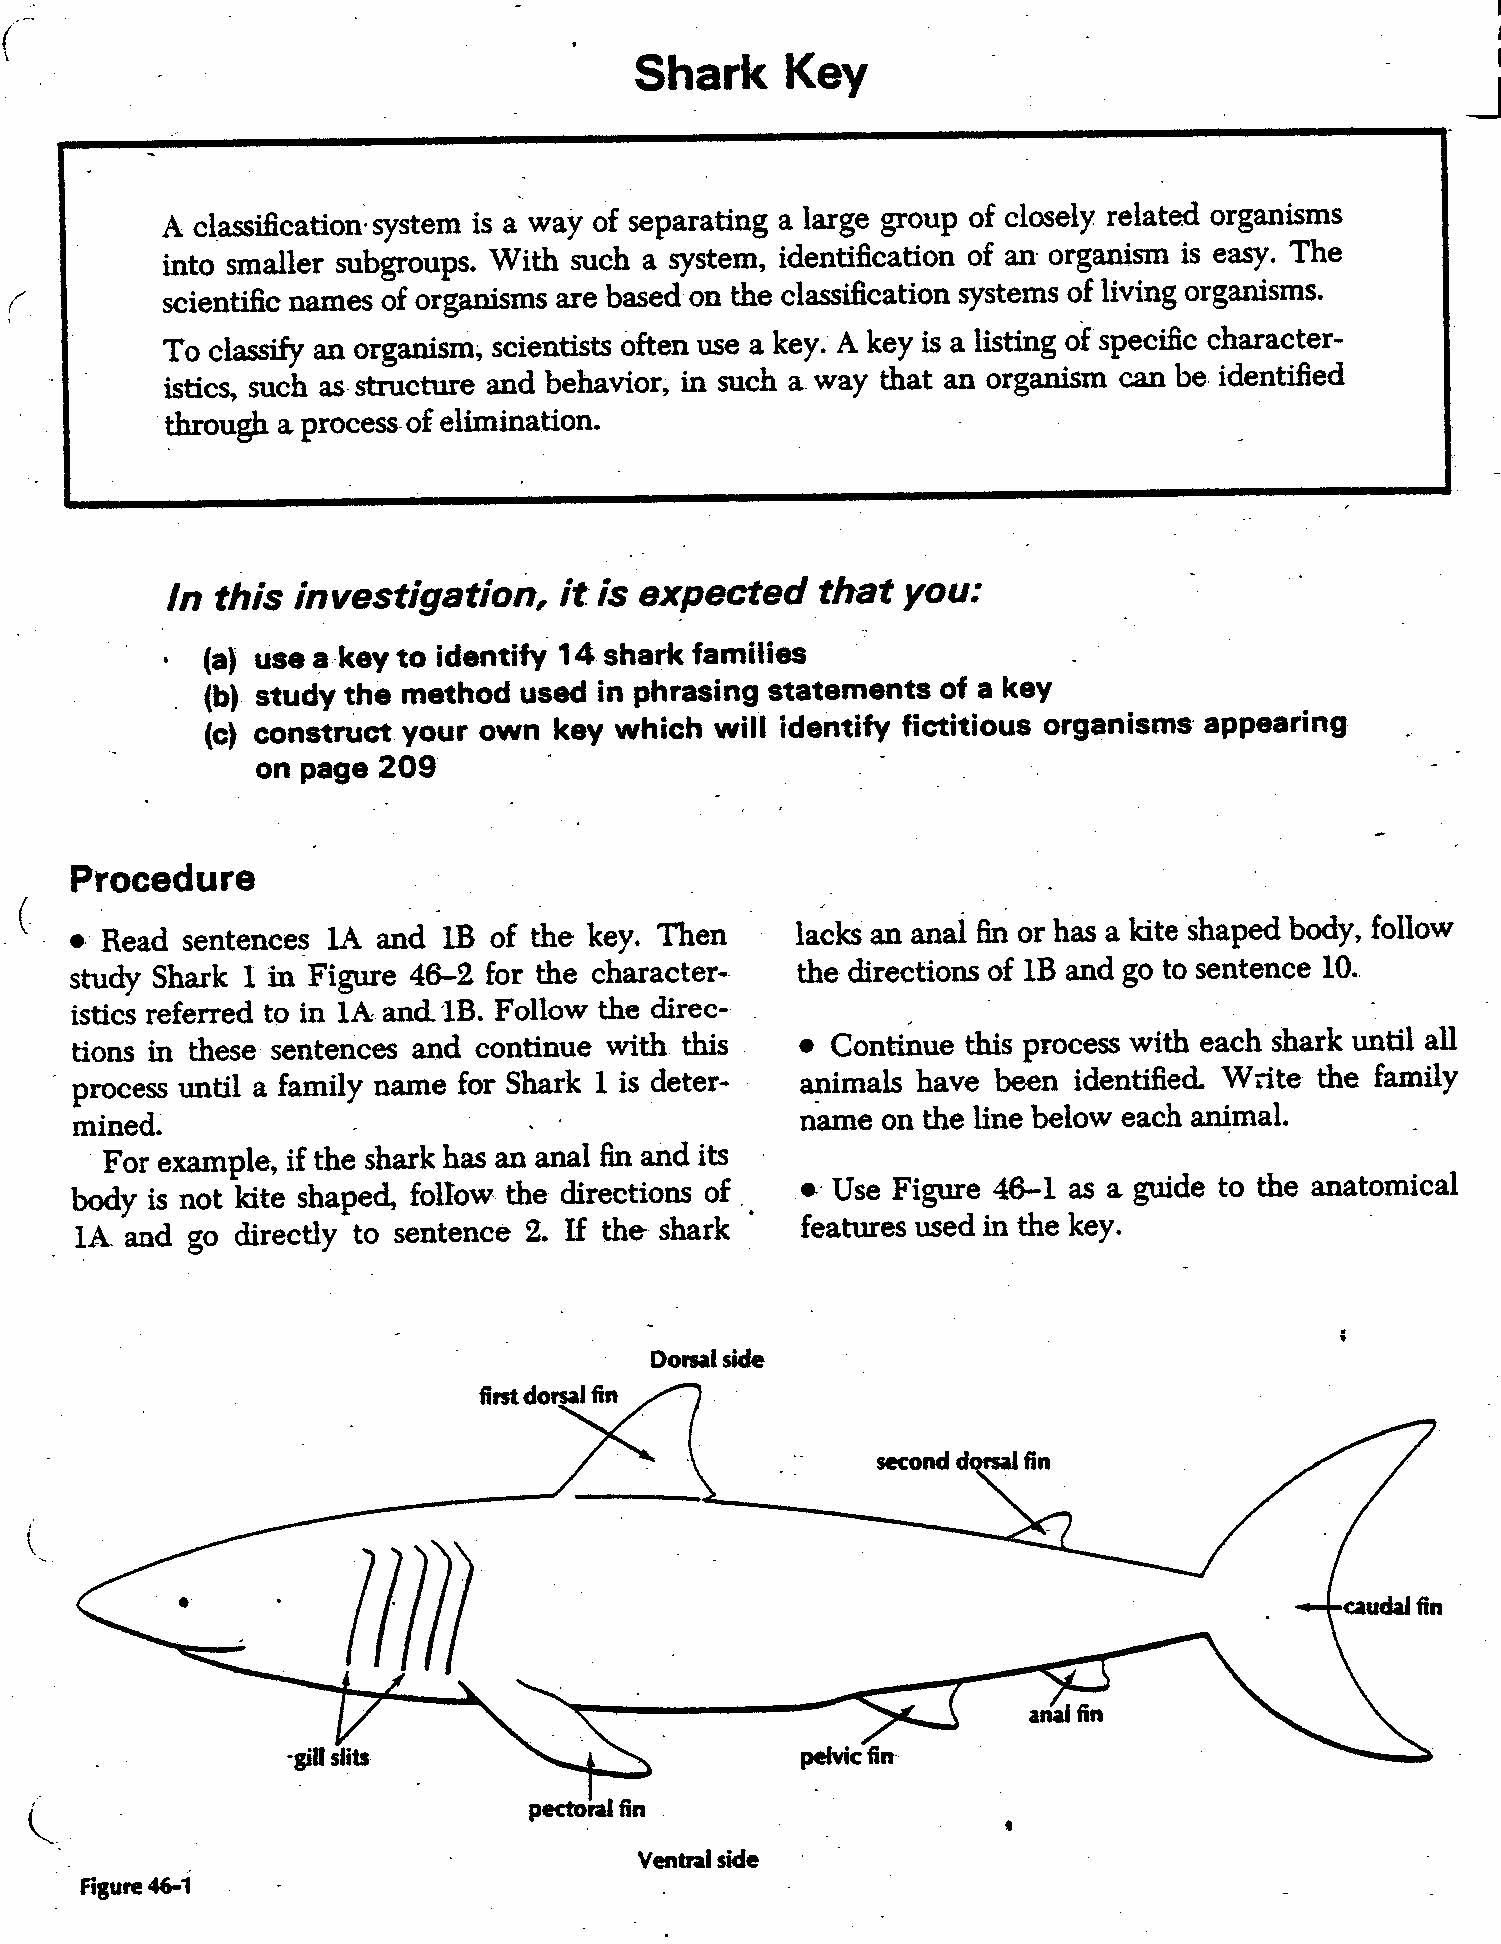 Shark Key
A classification system is a way of separating a large group of closely related organisms
into smaller subgroups. With such a system, identification of an organism is easy. The
scientific names of organisms are based on the classification systems of living organisms.
To classify an organism, scientists often use a key. A key is a listing of specific character-
istics, such as structure and behavior, in such a way that an organism can be identified
through a process of elimination.
In this investigation, it is expected that you:
(a) use a key to identify 14 shark families
(b) study the method used in phrasing statements of a key
(c) construct your own key which will identify fictitious organisms appearing
on page 209
Procedure
• Read sentences 1A and 1B of the key. Then
study Shark 1 in Figure 46–2 for the character-
istics referred to in 1A and 1B. Follow the direc-
tions in these sentences and continue with this
process until a family name for Shark 1 is deter-
mined.
For example, if the shark has an anal fin and its
body is not kite shaped, follow the directions of
1A and go directly to sentence 2. If the shark
lacks an anal fin or has a kite shaped body, follow
the directions of 1B and go to sentence 10.
• Continue this process with each shark until all
animals have been identified. Write the family
name on the line below each animal.
• Use Figure 46–1 as a guide to the anatomical
features used in the key.
Dorsal side
first dorsal fin
second dorsal fin
caudal fin
anal fin
gill slits
pelvic fin
pectoral fin
Ventral side
Figure 46–1